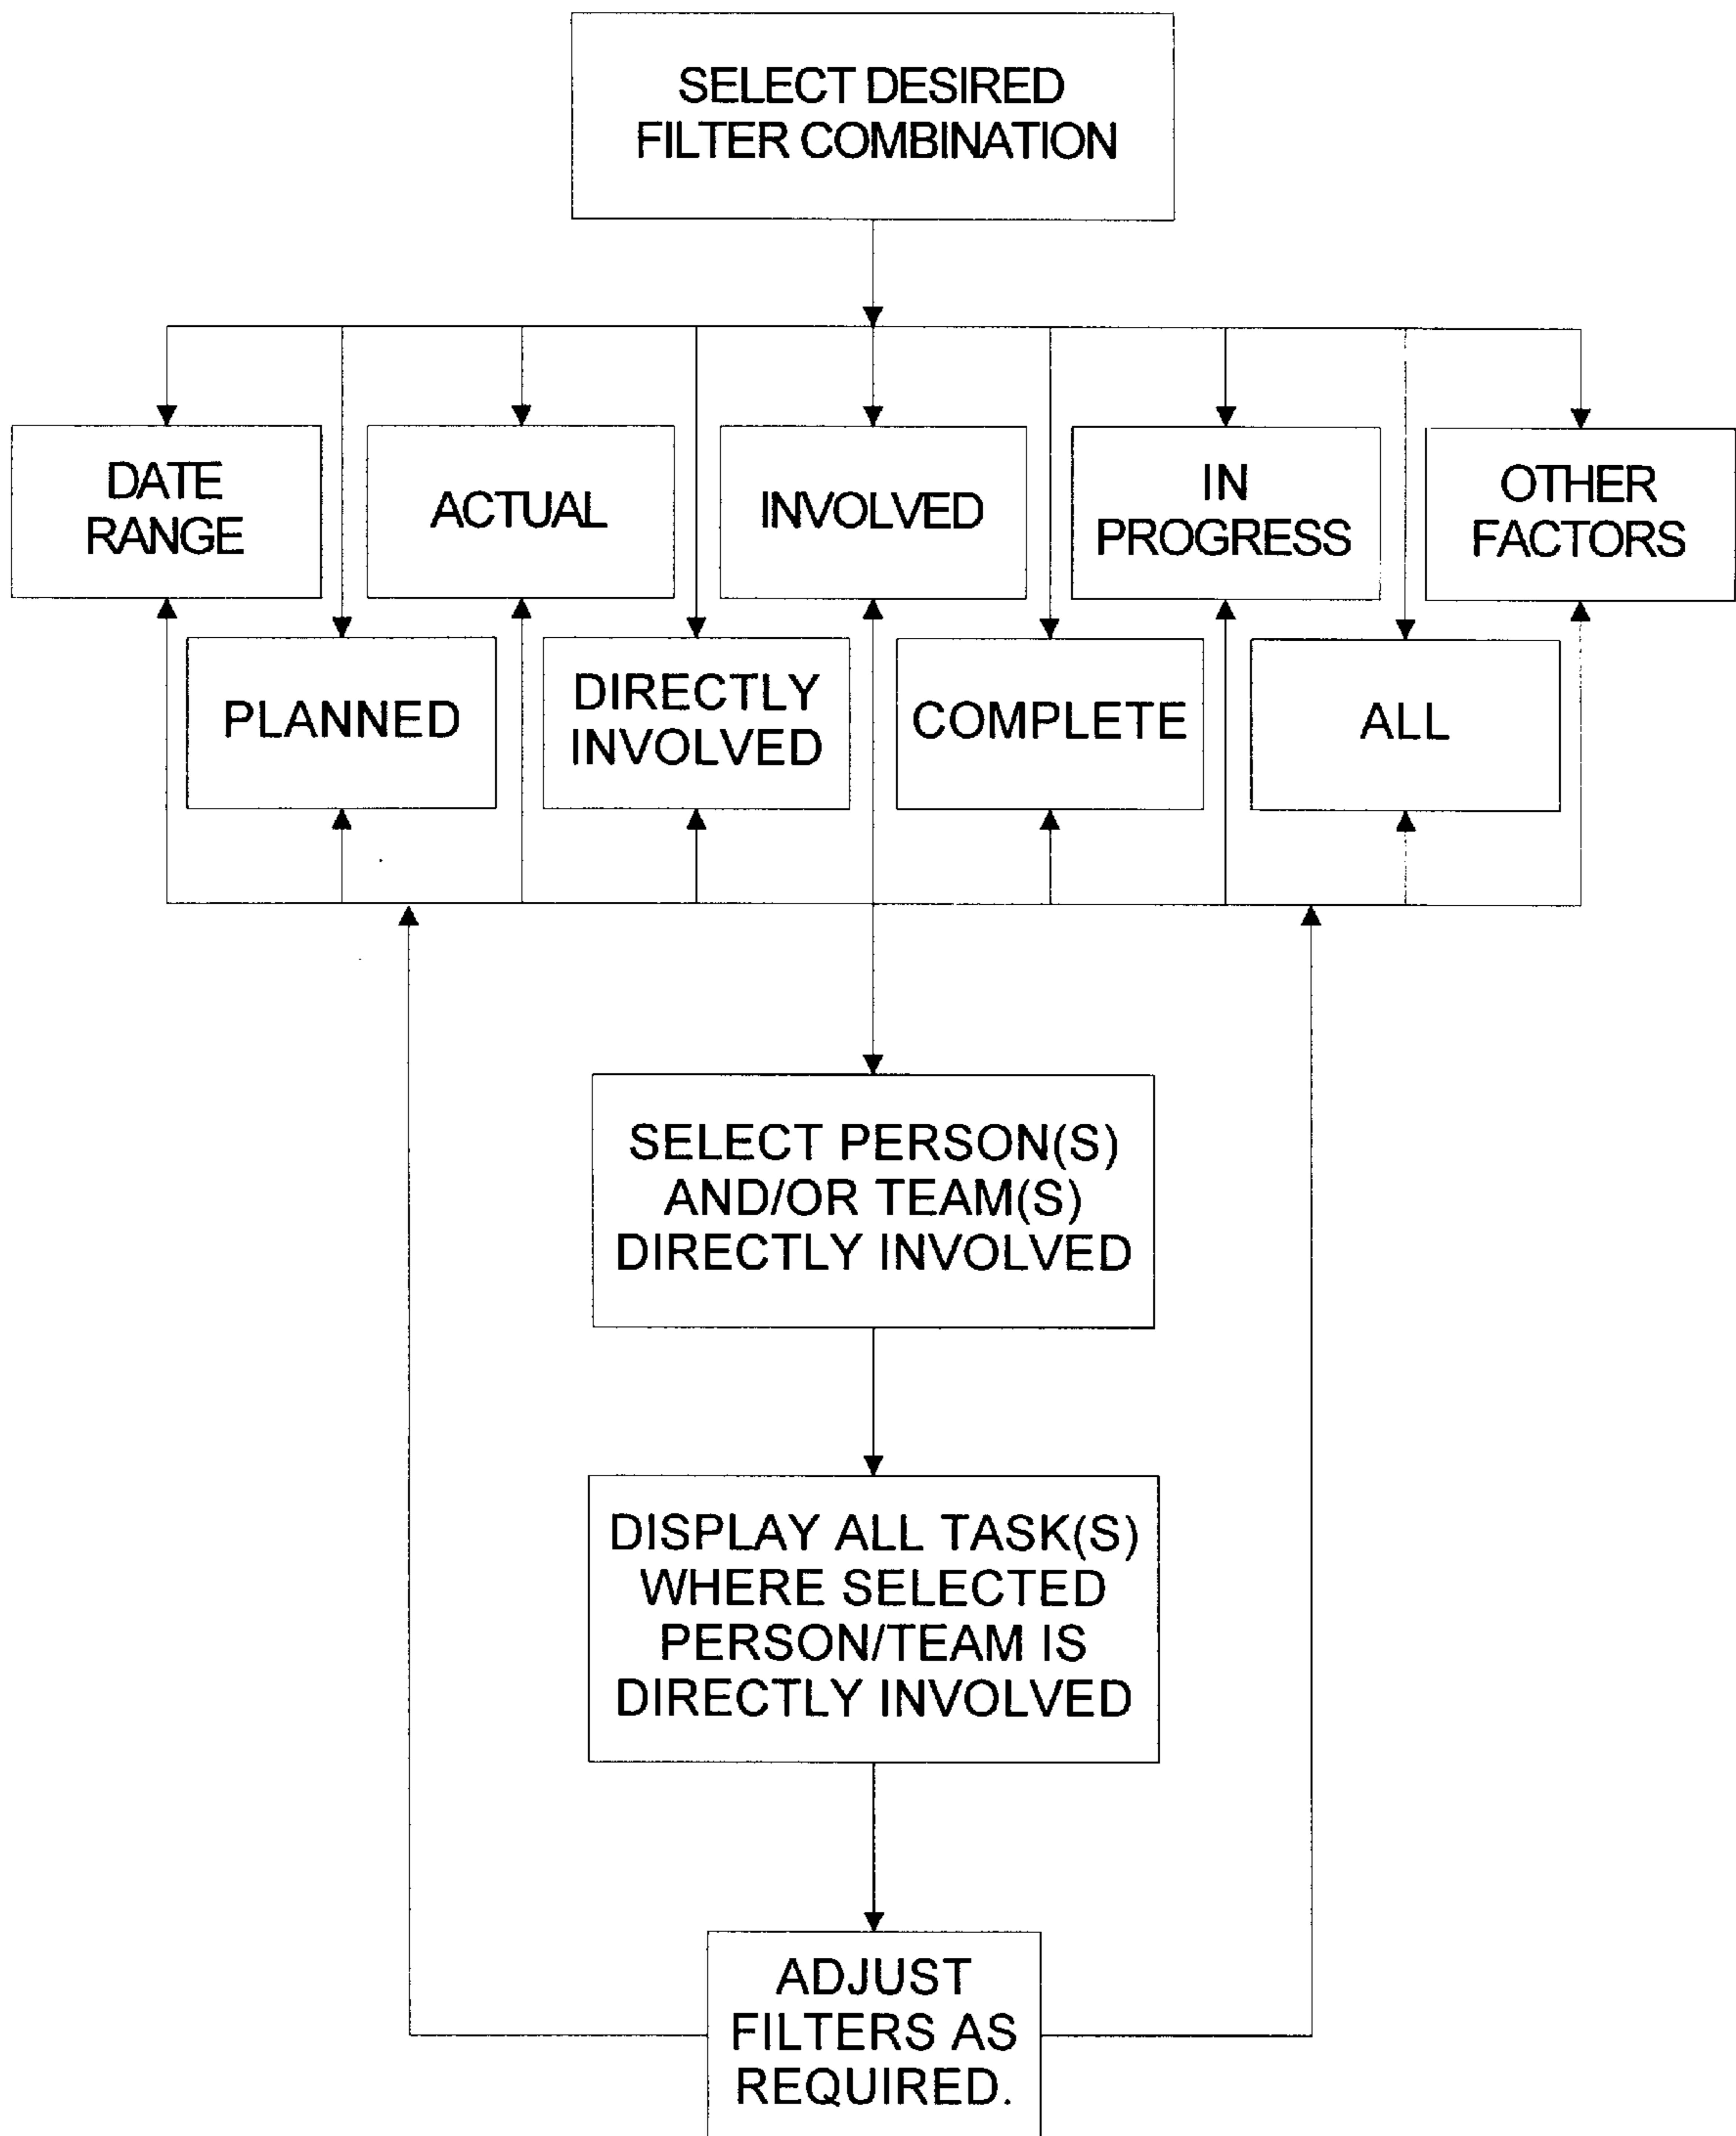 SELECT DESIRED
FILTER COMBINATION
DATE
RANGE
ACTUAL
INVOLVED
IN
PROGRESS
OTHER
FACTORS
PLANNED
DIRECTLY
INVOLVED
COMPLETE
ALL
SELECT PERSON(S)
AND/OR TEAM(S)
DIRECTLY INVOLVED
DISPLAY ALL TASK(S)
WHERE SELECTED
PERSON/TEAM IS
DIRECTLY INVOLVED
ADJUST
FILTERS AS
REQUIRED.